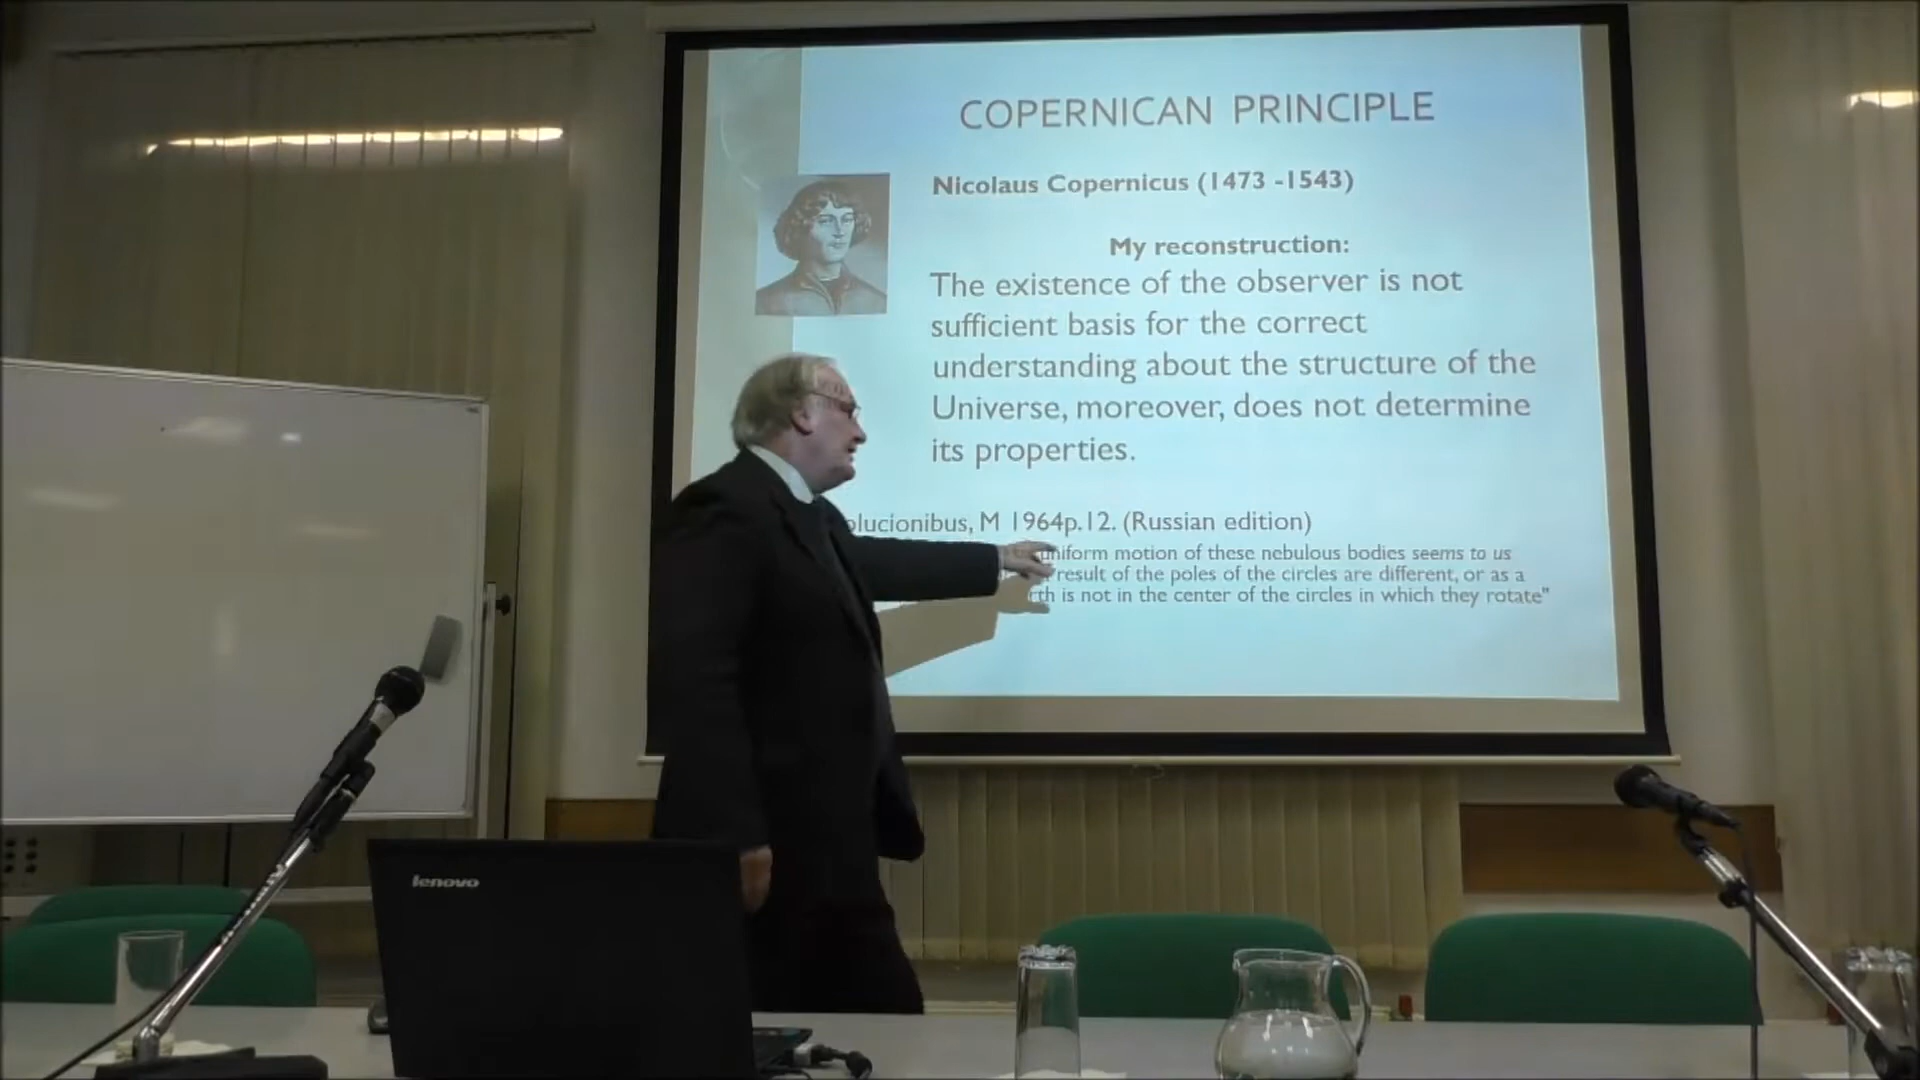 COPERNICAN PRINCIPLE
Nicolaus Copernicus (1473 -1543)
My reconstruction:
The existence of the observer is not
sufficient basis for the correct
understanding about the structure of the
Universe, moreover, does not determine
its properties.
olucionibus, M 1964p.12. (Russian edition)
uniform motion of these nebulous bodies seems to us
result of the poles of the circles are different, or as a
rth is not in the center of the circles in which they rotate"
lenovo